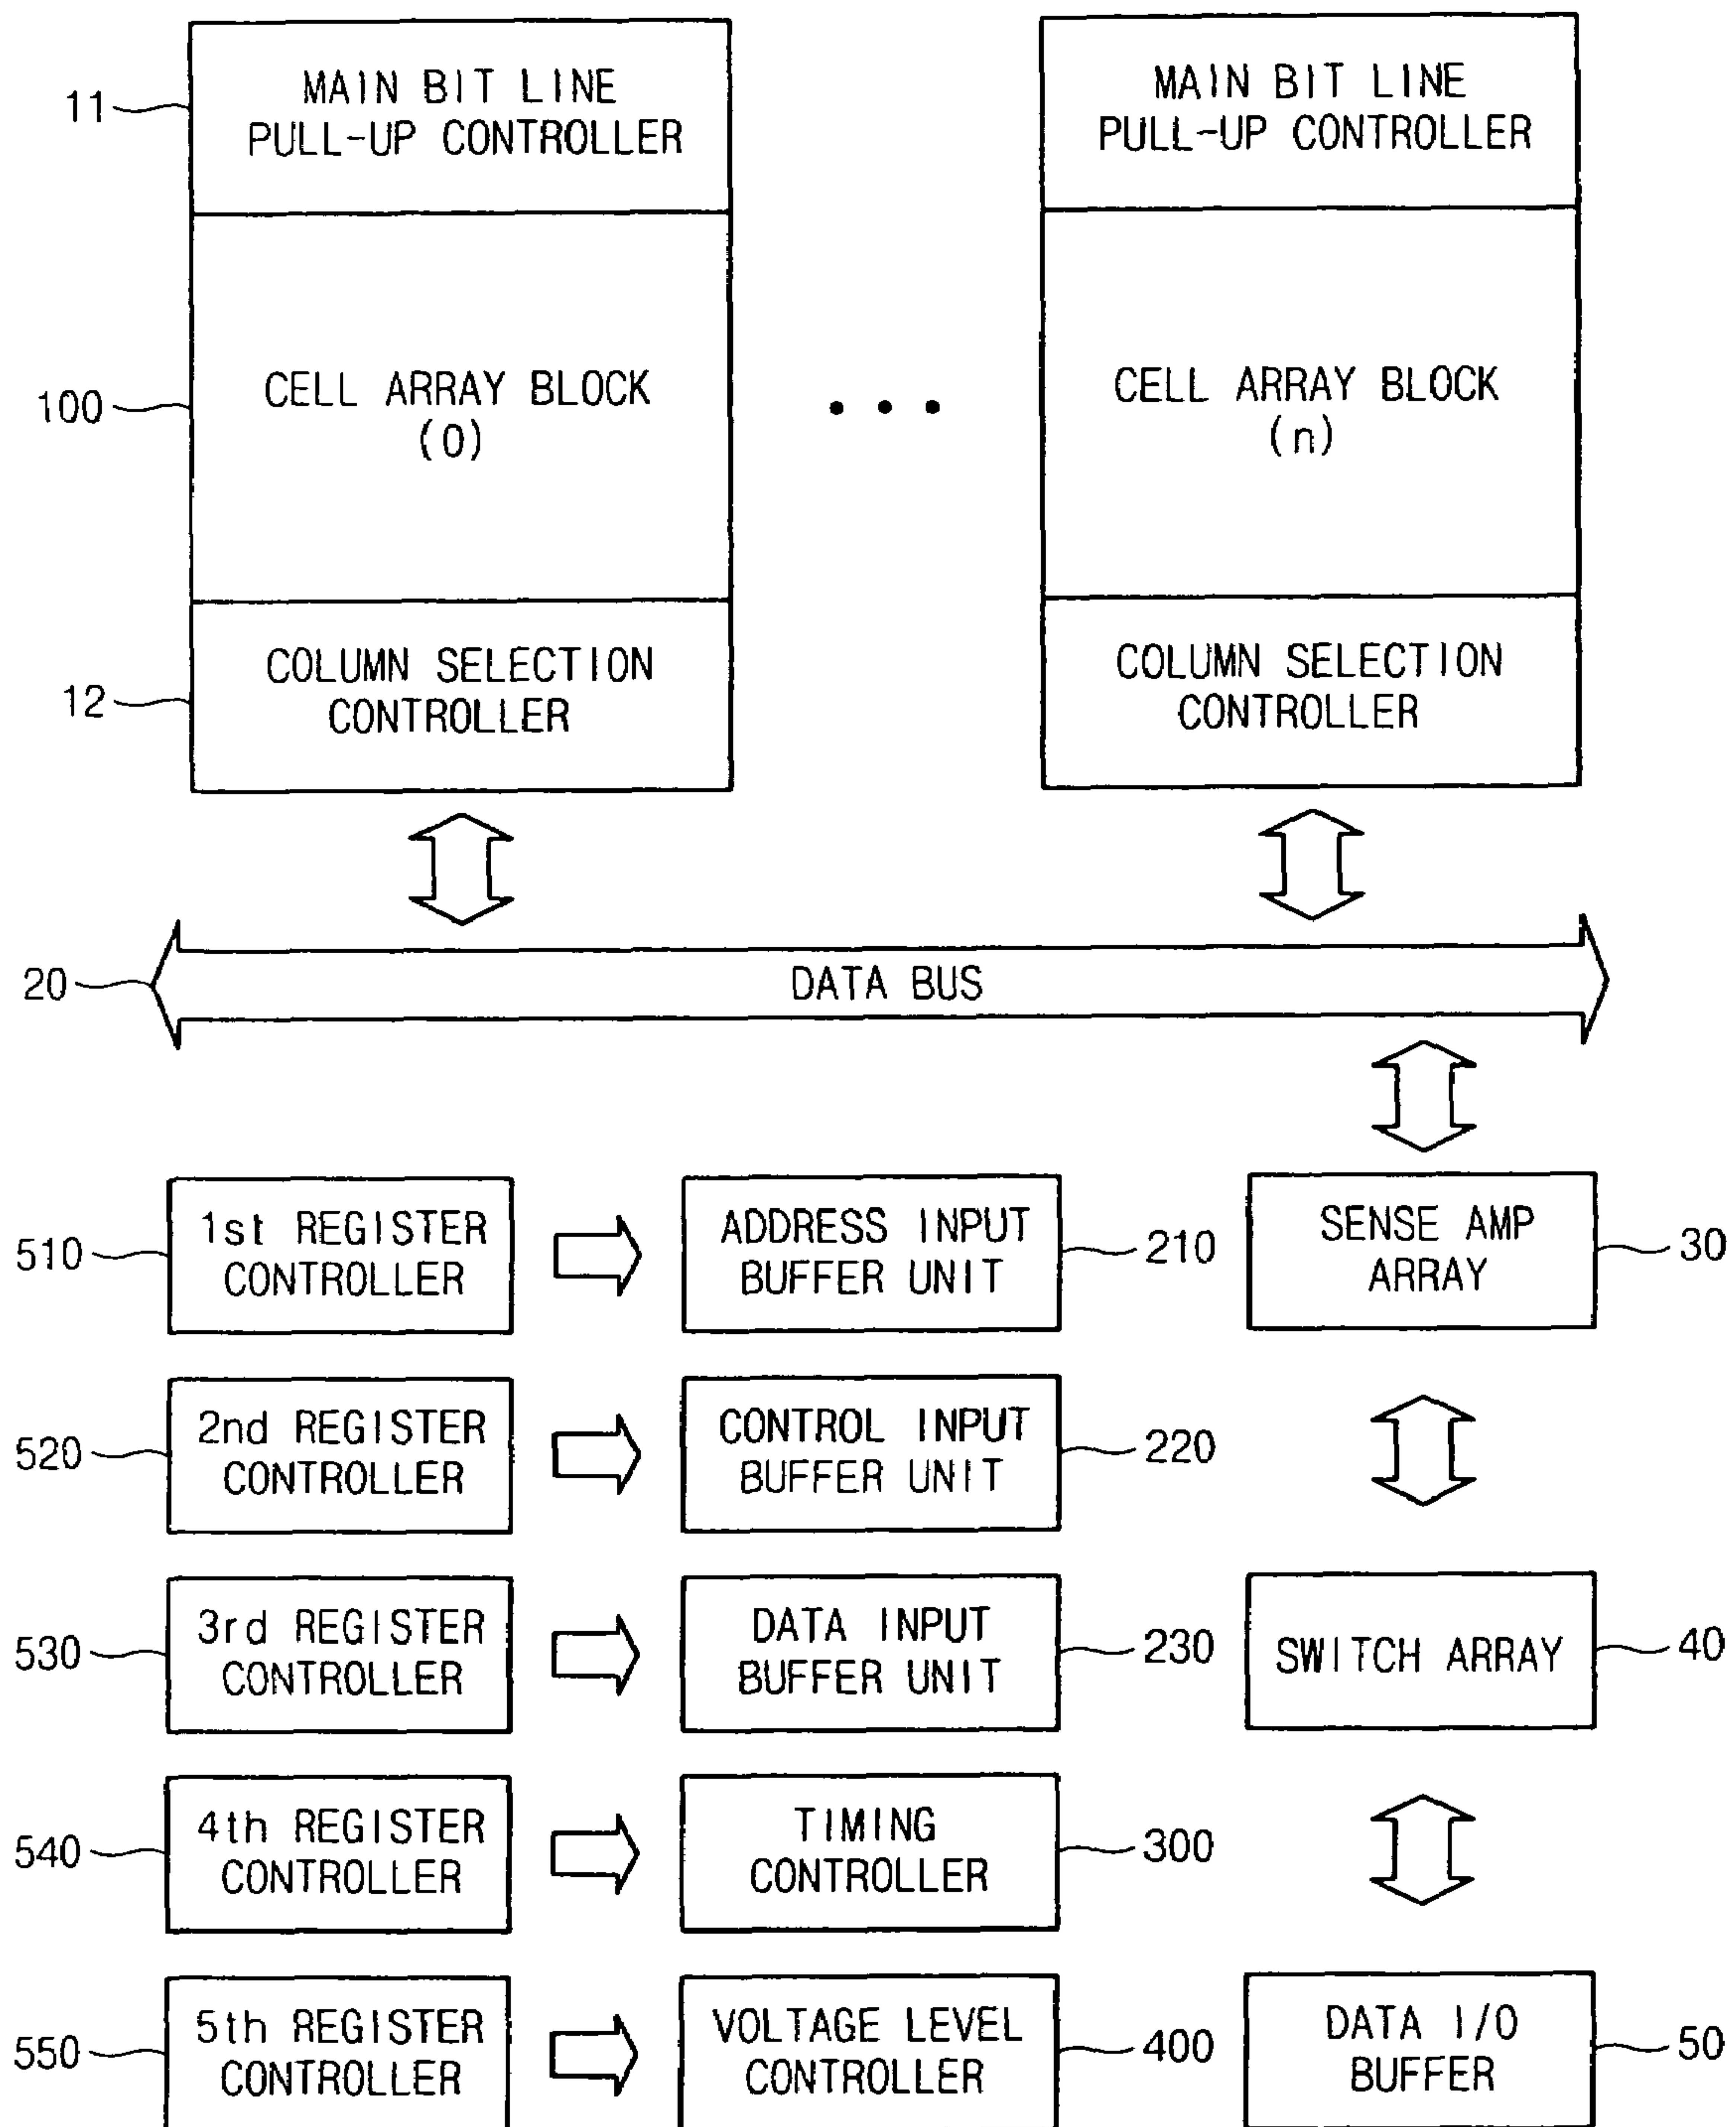 MAIN BIT LINE
PULL-UP CONTROLLER
MAIN BIT LINE
PULL-UP CONTROLLER
11
CELL ARRAY BLOCK
(0)
CELL ARRAY BLOCK
(n)
100
• • •
COLUMN SELECTION
CONTROLLER
COLUMN SELECTION
CONTROLLER
12
20
DATA BUS
510
1st REGISTER
CONTROLLER
ADDRESS INPUT
BUFFER UNIT
210
SENSE AMP
ARRAY
30
520
2nd REGISTER
CONTROLLER
CONTROL INPUT
BUFFER UNIT
220
530
3rd REGISTER
CONTROLLER
DATA INPUT
BUFFER UNIT
230
SWITCH ARRAY
40
540
4th REGISTER
CONTROLLER
TIMING
CONTROLLER
300
550
5th REGISTER
CONTROLLER
VOLTAGE LEVEL
CONTROLLER
400
DATA I/O
BUFFER
50